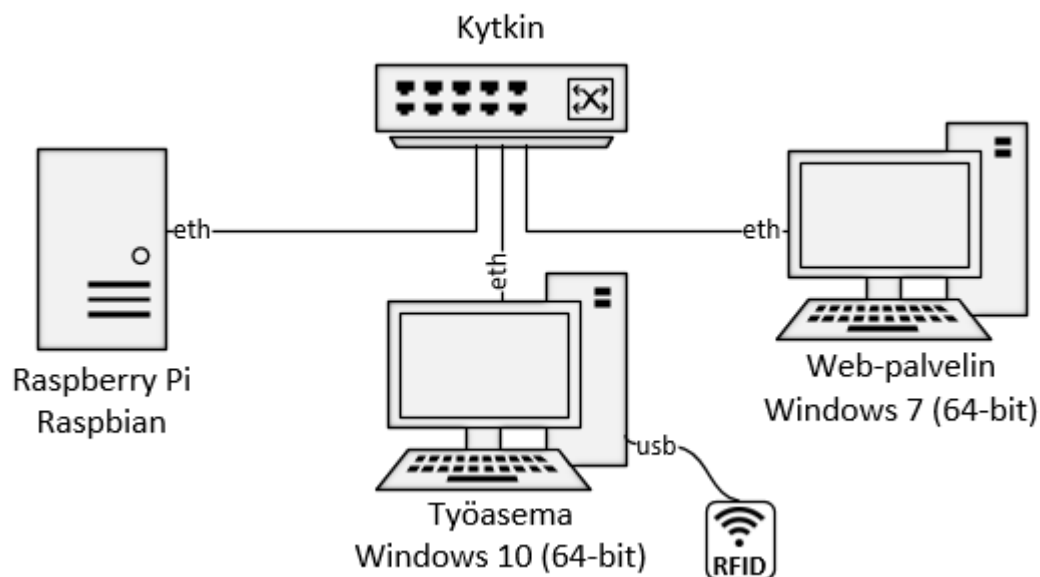 Kytkin
eth
eth
eth
Raspberry Pi
Raspbian
Web-palvelin
Windows 7 (64-bit)
usb
Työasema
Windows 10 (64-bit)
RFID